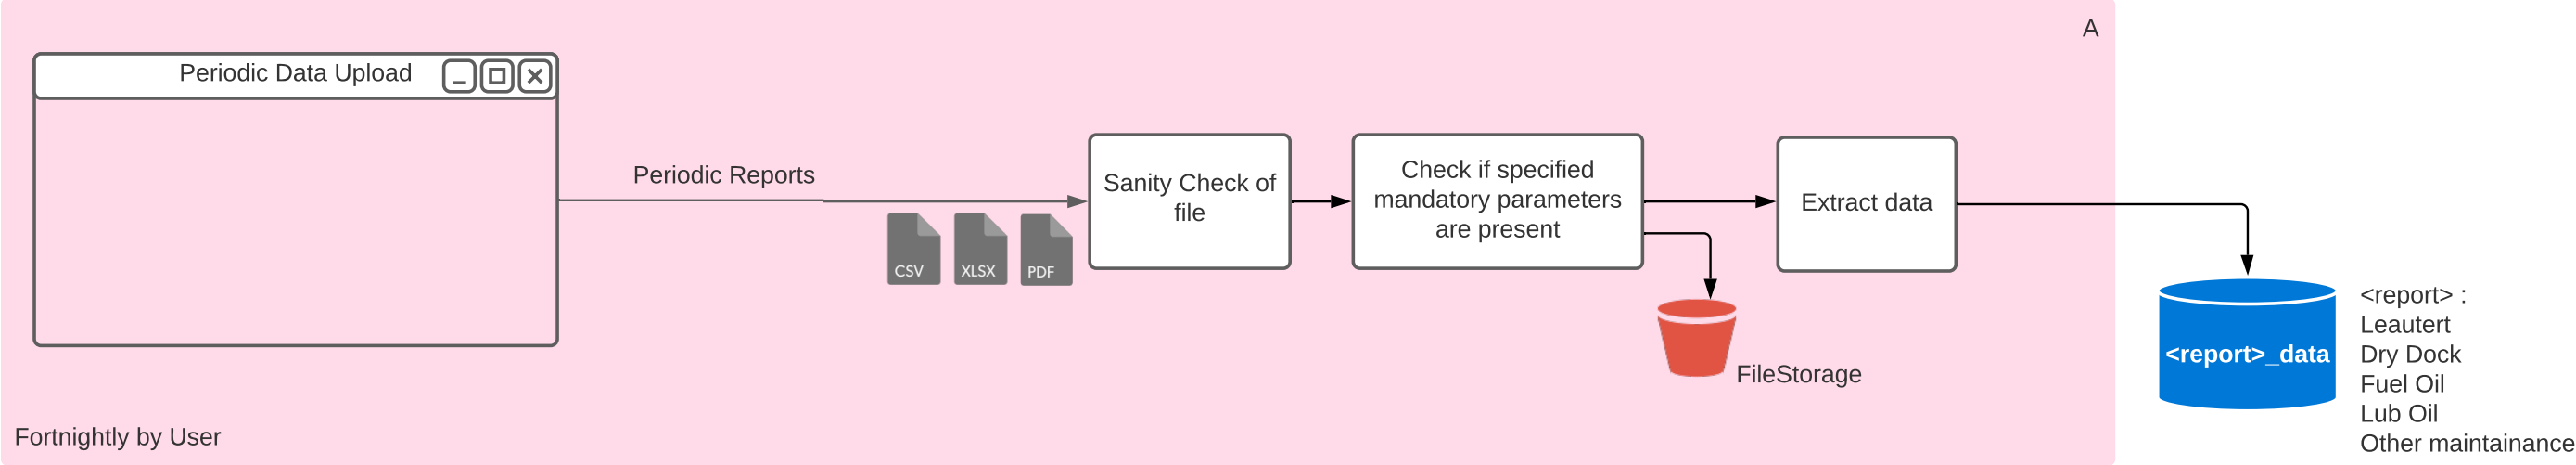 A
Periodic Data Upload
Periodic Reports
CSV
XLSX
PDF
Sanity Check of
file
Check if specified
mandatory parameters
are present
Extract data
FileStorage
<report>_data
<report> :
Leautert
Dry Dock
Fuel Oil
Lub Oil
Other maintainance
Fortnightly by User